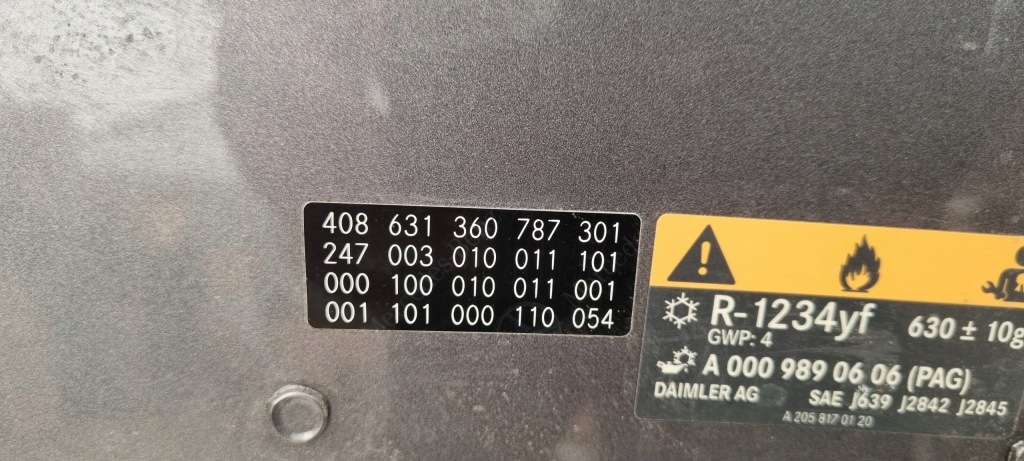 408 631 360 787 301
247 003 010 011 101
000 100 010 011 001
001 101 000 110 054
R-1234yf 630 ± 10g
GWP: 4
A 000 989 06 06 (PAG)
DAIMLER AG SAE J639 J2842 J2845
A 205 817 01 20